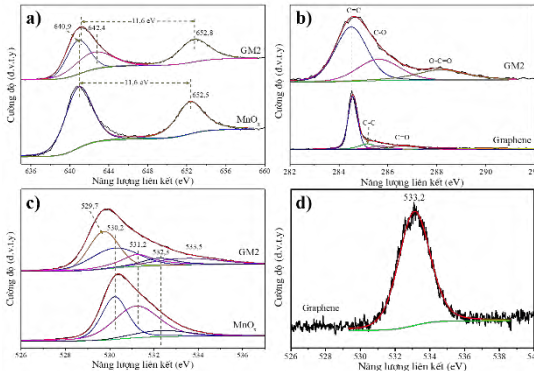 a)
640,9
642,4
11,6 eV
652,8
GM2
11,6 eV
652,5
MnOx
Cường độ (đ.v.t.y)
636 640 644 648 652 656 660
Năng lượng liên kết (eV)
b)
C=C
C-O
O-C=O
GM2
C-C
C=O
Graphene
Cường độ (đ.v.t.y)
282 284 286 288 290 292 29
Năng lượng liên kết (eV)
c)
529,7
530,2
531,2
GM2
MnOx
Cường độ (đ.v.t.y)
526 528 530 532 534 536
Năng lượng liên kết (eV)
d)
533,2
Graphene
Cường độ (đ.v.t.y)
526 528 530 532 534 536 538 54
Năng lượng liên kết (eV)